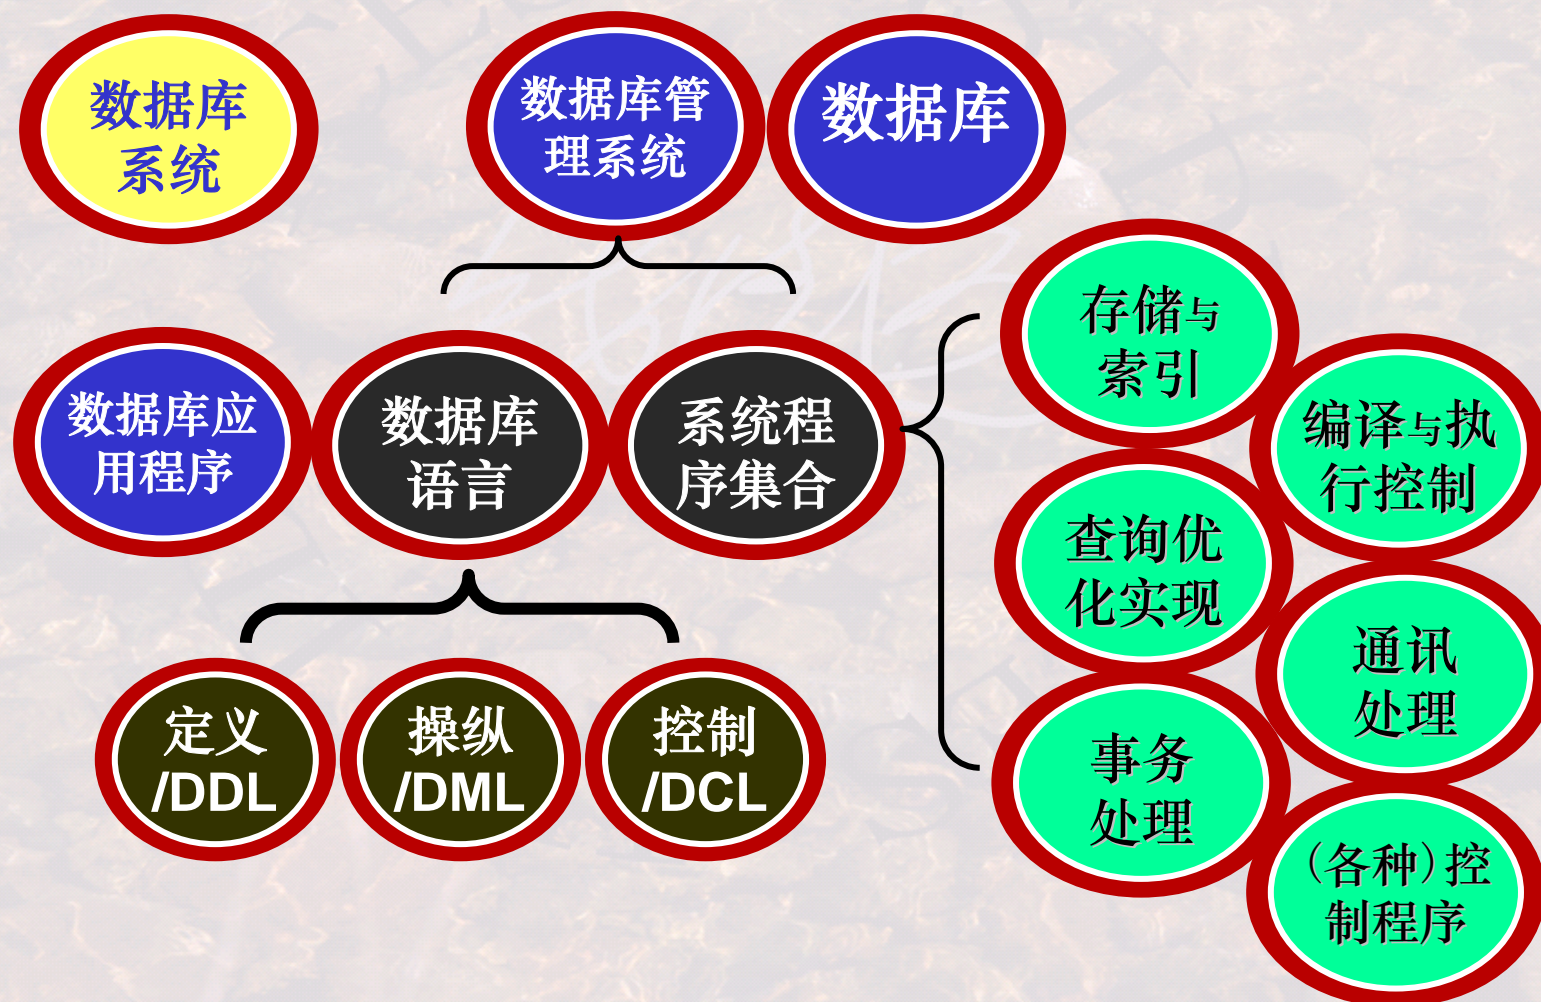 数据库
系统
数据库管
理系统
数据库
数据库应
用程序
数据库
语言
系统程
序集合
定义
/DDL
操纵
/DML
控制
/DCL
存储与
索引
编译与执
行控制
查询优
化实现
通讯
处理
事务
处理
（各种）控
制程序